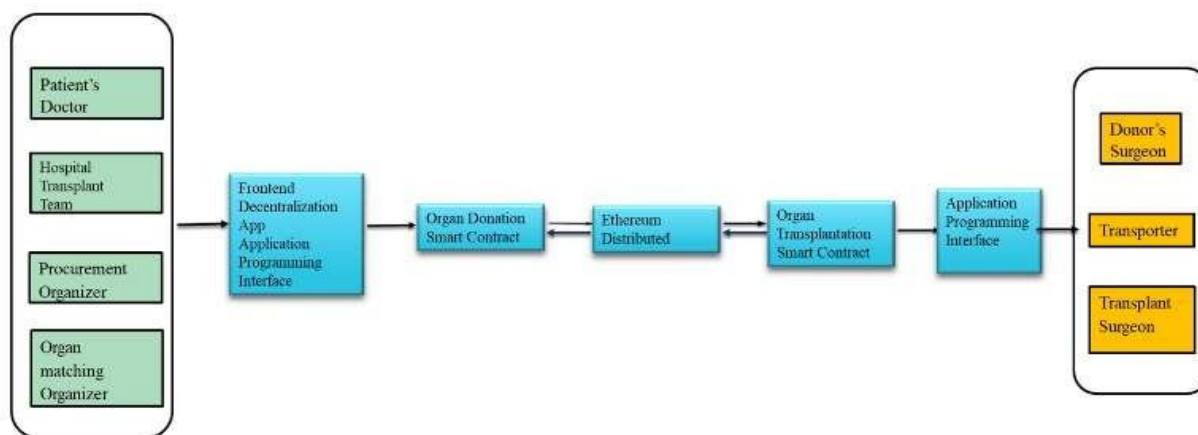 Patient's
Doctor
Hospital
Transplant
Team
Procurement
Organizer
Organ
matching
Organizer
Frontend
Decentralization
App
Application
Programming
Interface
Organ Donation
Smart Contract
Ethereum
Distributed
Organ
Transplantation
Smart Contract
Application
Programming
Interface
Donor's
Surgeon
Transporter
Transplant
Surgeon